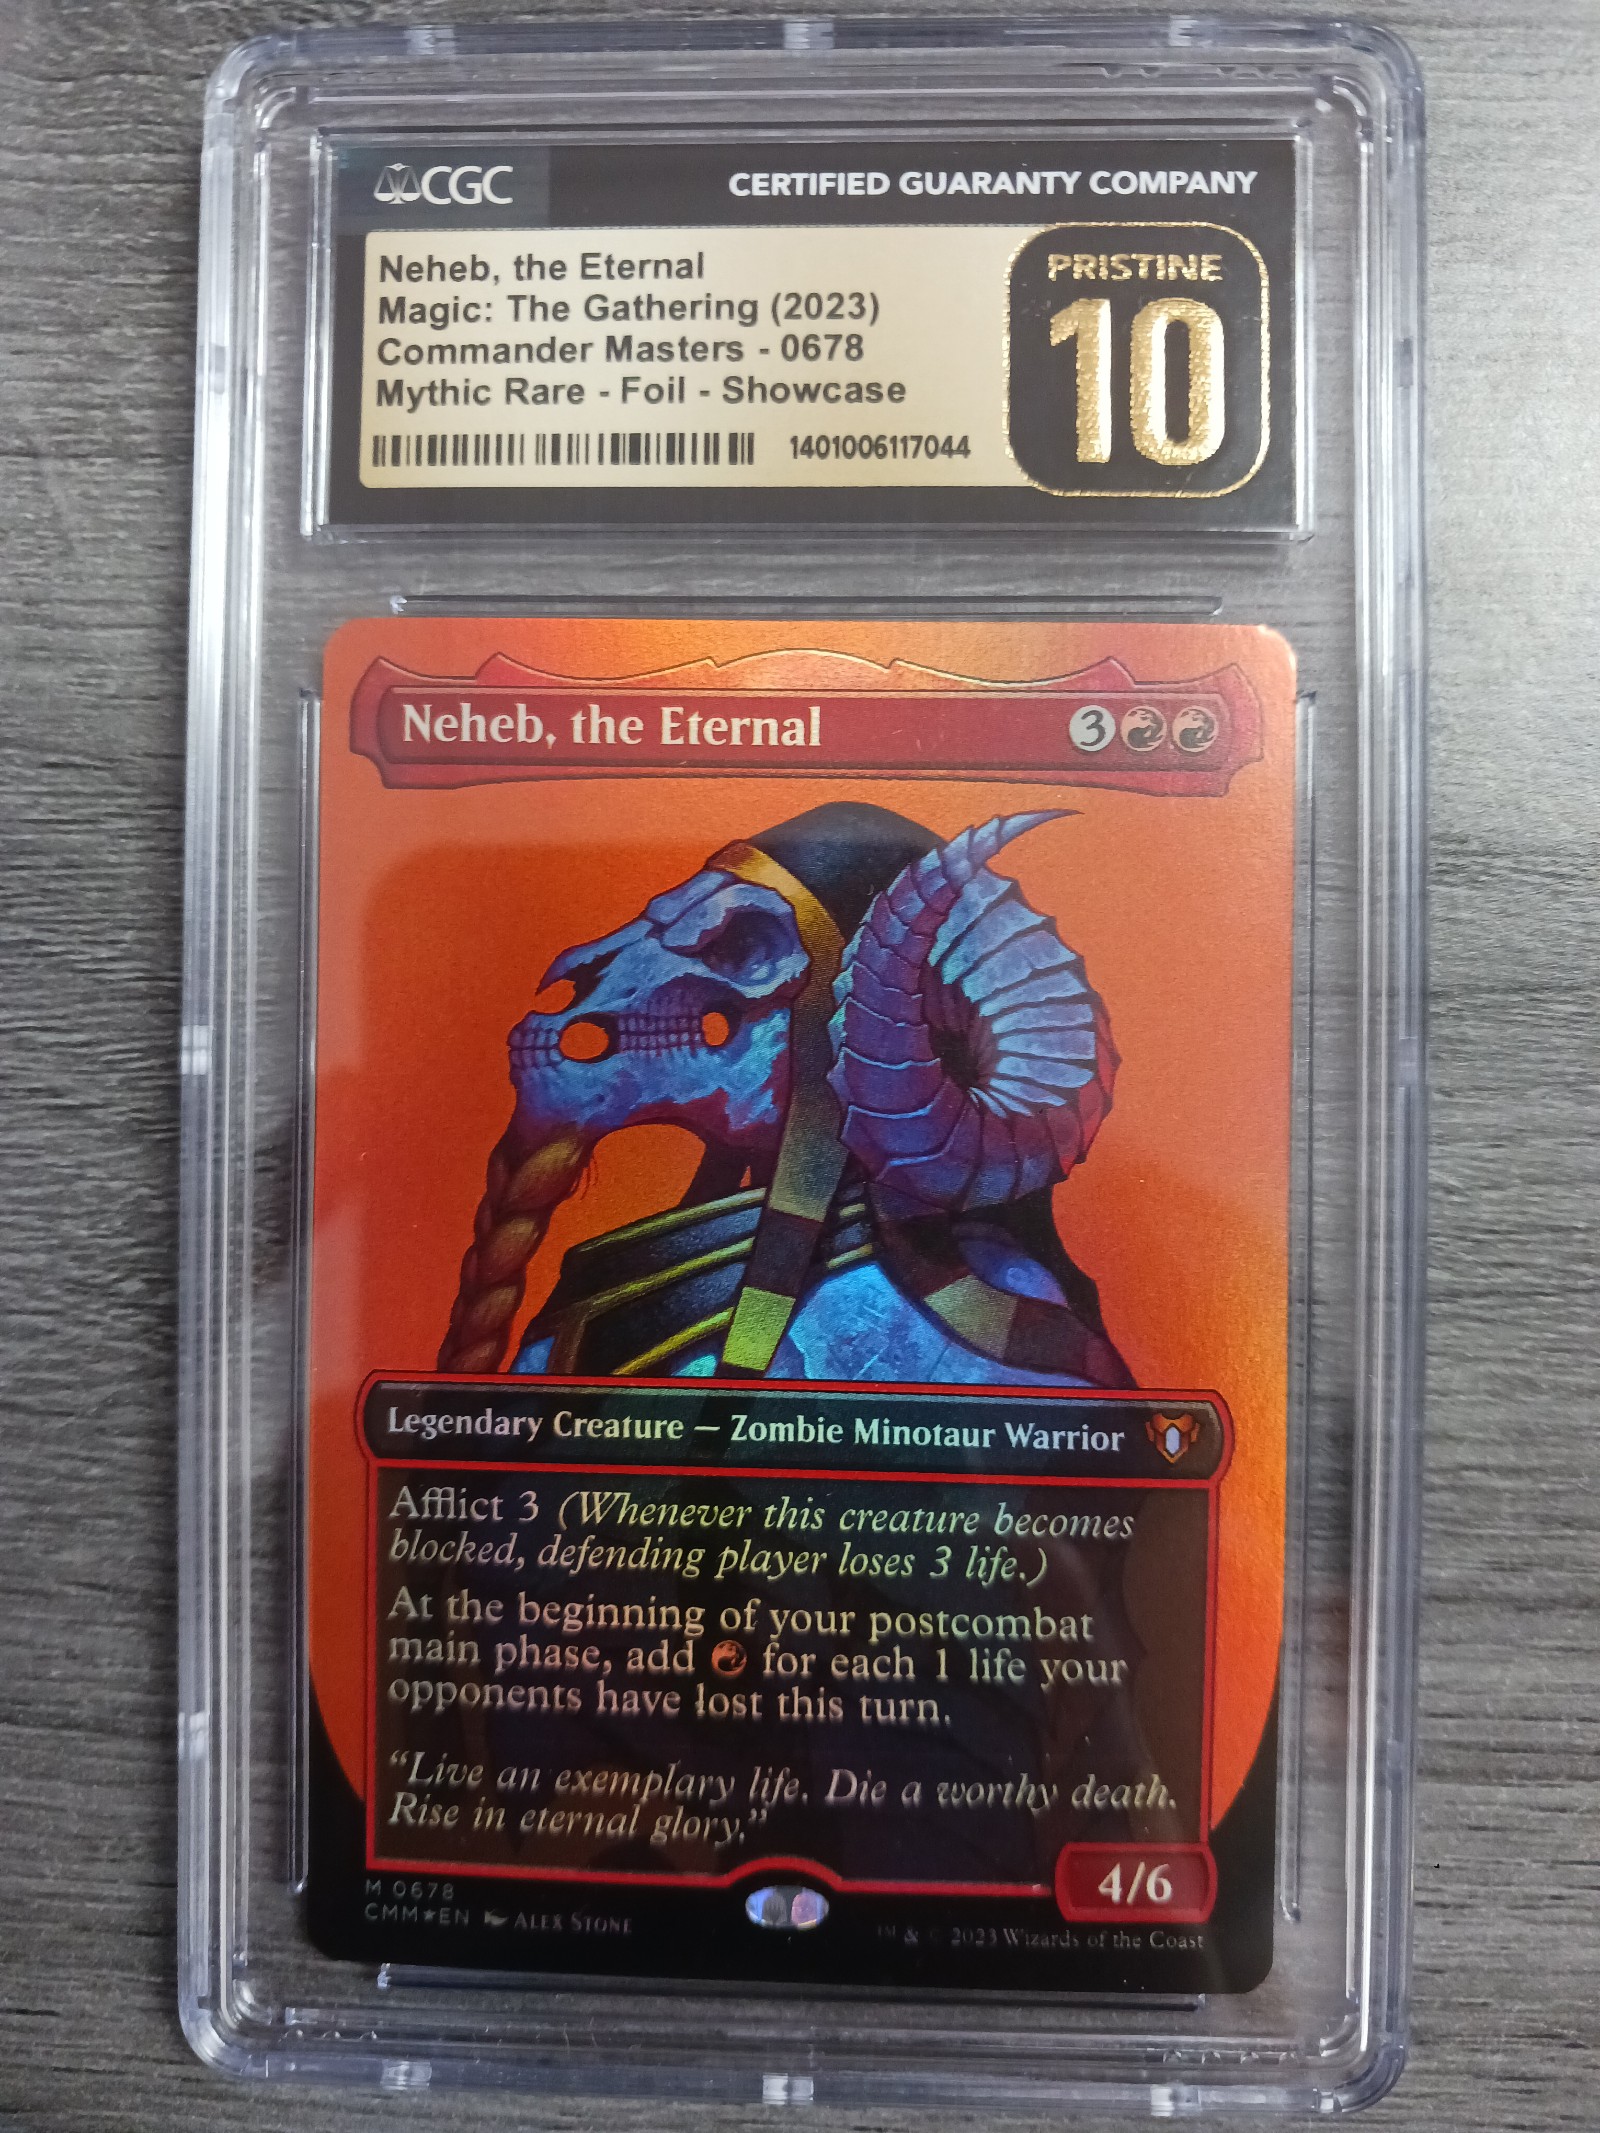 CGC
CERTIFIED GUARANTY COMPANY
Neheb, the Eternal
Magic: The Gathering (2023)
Commander Masters - 0678
Mythic Rare - Foil - Showcase
1401006117044
PRISTINE
10
Neheb, the Eternal
3
Legendary Creature — Zombie Minotaur Warrior
Afflict 3 (Whenever this creature becomes
blocked, defending player loses 3 life.)
At the beginning of your postcombat
main phase, add for each 1 life your
opponents have lost this turn.
“Live an exemplary life. Die a worthy death.
Rise in eternal glory.”
4/6
M 0678
CMM★EN ALEX STONE
™ & © 2023 Wizards of the Coast